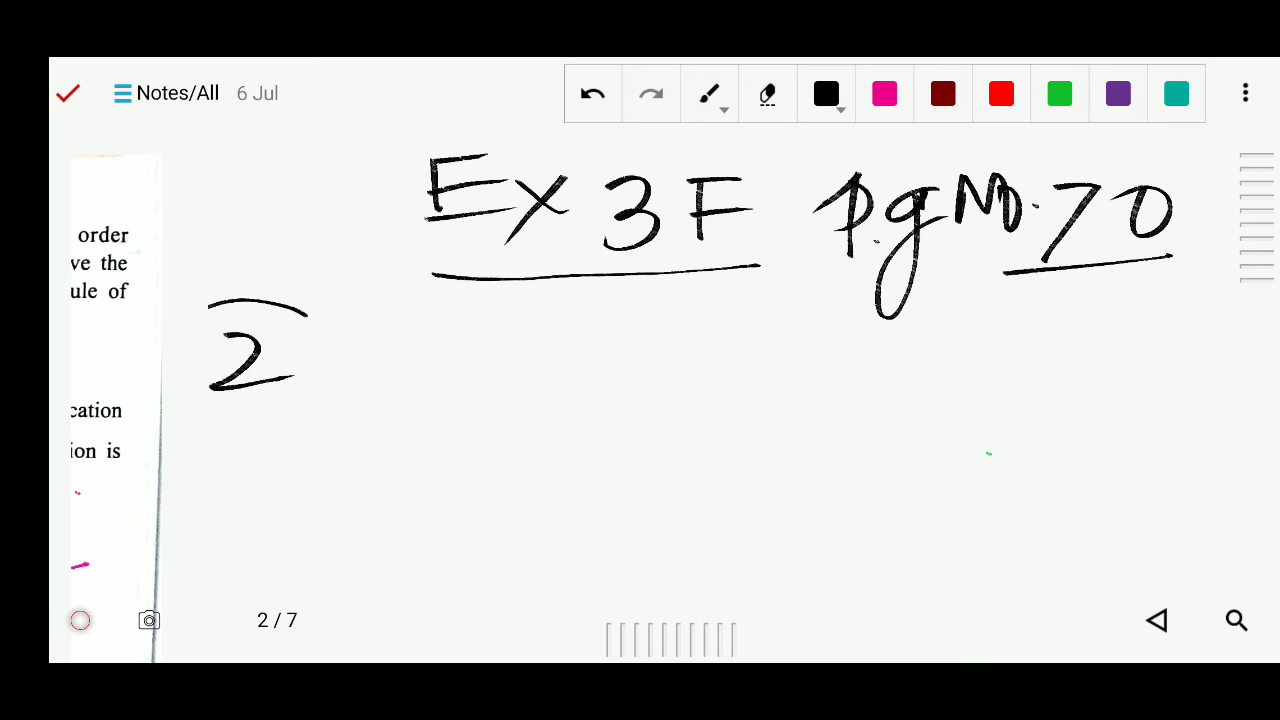 Notes/All 6 Jul
Ex 3 F pg No. 70
order
ve the
ule of
2
cation
ion is
2 / 7